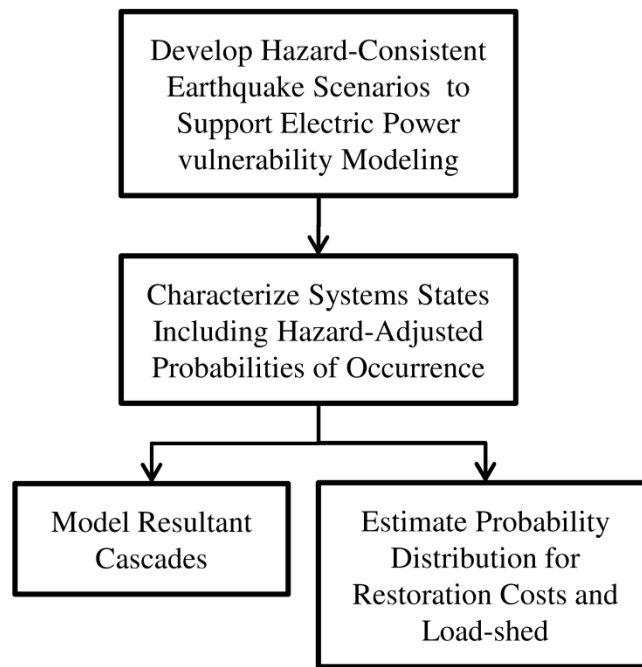 Develop Hazard-Consistent
Earthquake Scenarios to
Support Electric Power
vulnerability Modeling
Characterize Systems States
Including Hazard-Adjusted
Probabilities of Occurrence
Model Resultant
Cascades
Estimate Probability
Distribution for
Restoration Costs and
Load-shed